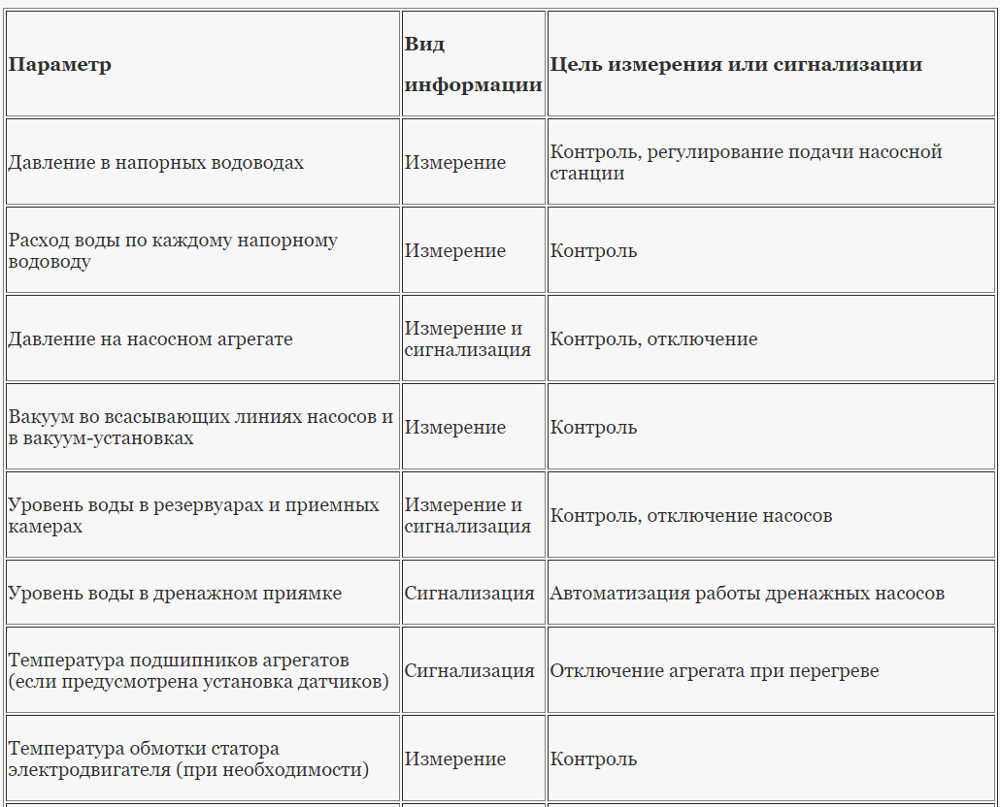 Параметр
Вид
информации
Цель измерения или сигнализации
Давление в напорных водоводах
Измерение
Контроль, регулирование подачи насосной
станции
Расход воды по каждому напорному
водоводу
Измерение
Контроль
Давление на насосном агрегате
Измерение и
сигнализация
Контроль, отключение
Вакуум во всасывающих линиях насосов и
в вакуум-установках
Измерение
Контроль
Уровень воды в резервуарах и приемных
камерах
Измерение и
сигнализация
Контроль, отключение насосов
Уровень воды в дренажном приямке
Сигнализация
Автоматизация работы дренажных насосов
Температура подшипников агрегатов
(если предусмотрена установка датчиков)
Сигнализация
Отключение агрегата при перегреве
Температура обмотки статора
электродвигателя (при необходимости)
Измерение
Контроль